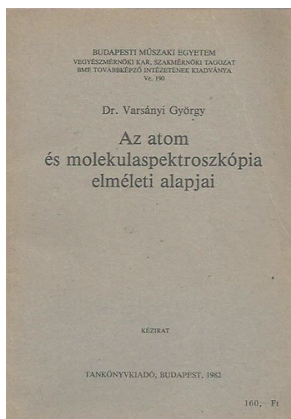 BUDAPESTI MŰSZAKI EGYETEM
VEGYÉSZMÉRNÖKI KAR, SZAKMÉRNÖKI TAGOZAT
BME TOVÁBBKÉPZŐ INTÉZETÉNEK KIADVÁNYA
Ve. 190
Dr. Varsányi György
Az atom
és molekulaspektroszkópia
elméleti alapjai
KÉZIRAT
TANKÖNYVKIADÓ, BUDAPEST, 1982
160,- Ft